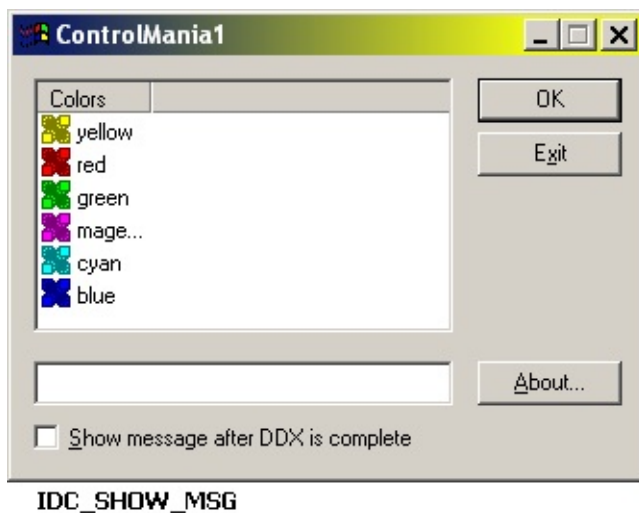 ControlMania1
Colors
yellow
red
green
mage...
cyan
blue
OK
Exit
About...
Show message after DDX is complete
IDC_SHOW_MSG